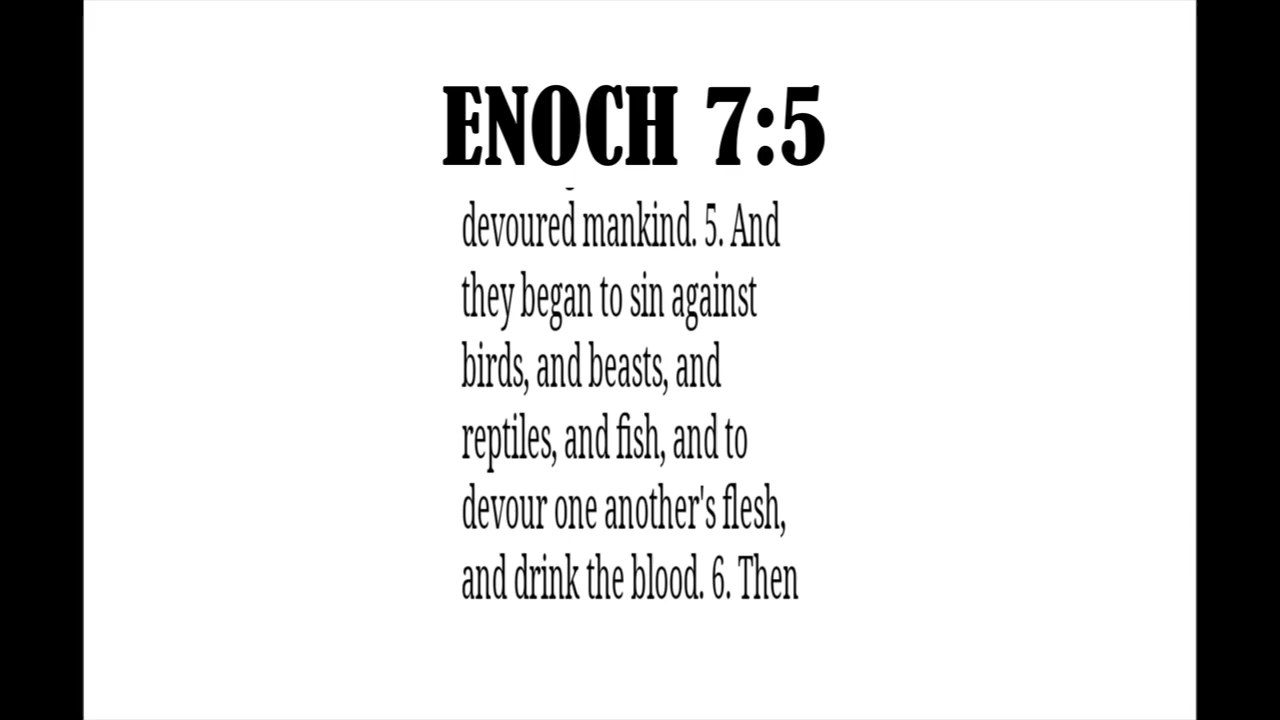 ENOCH 7:5
devoured mankind. 5. And
they began to sin against
birds, and beasts, and
reptiles, and fish, and to
devour one another's flesh,
and drink the blood. 6. Then